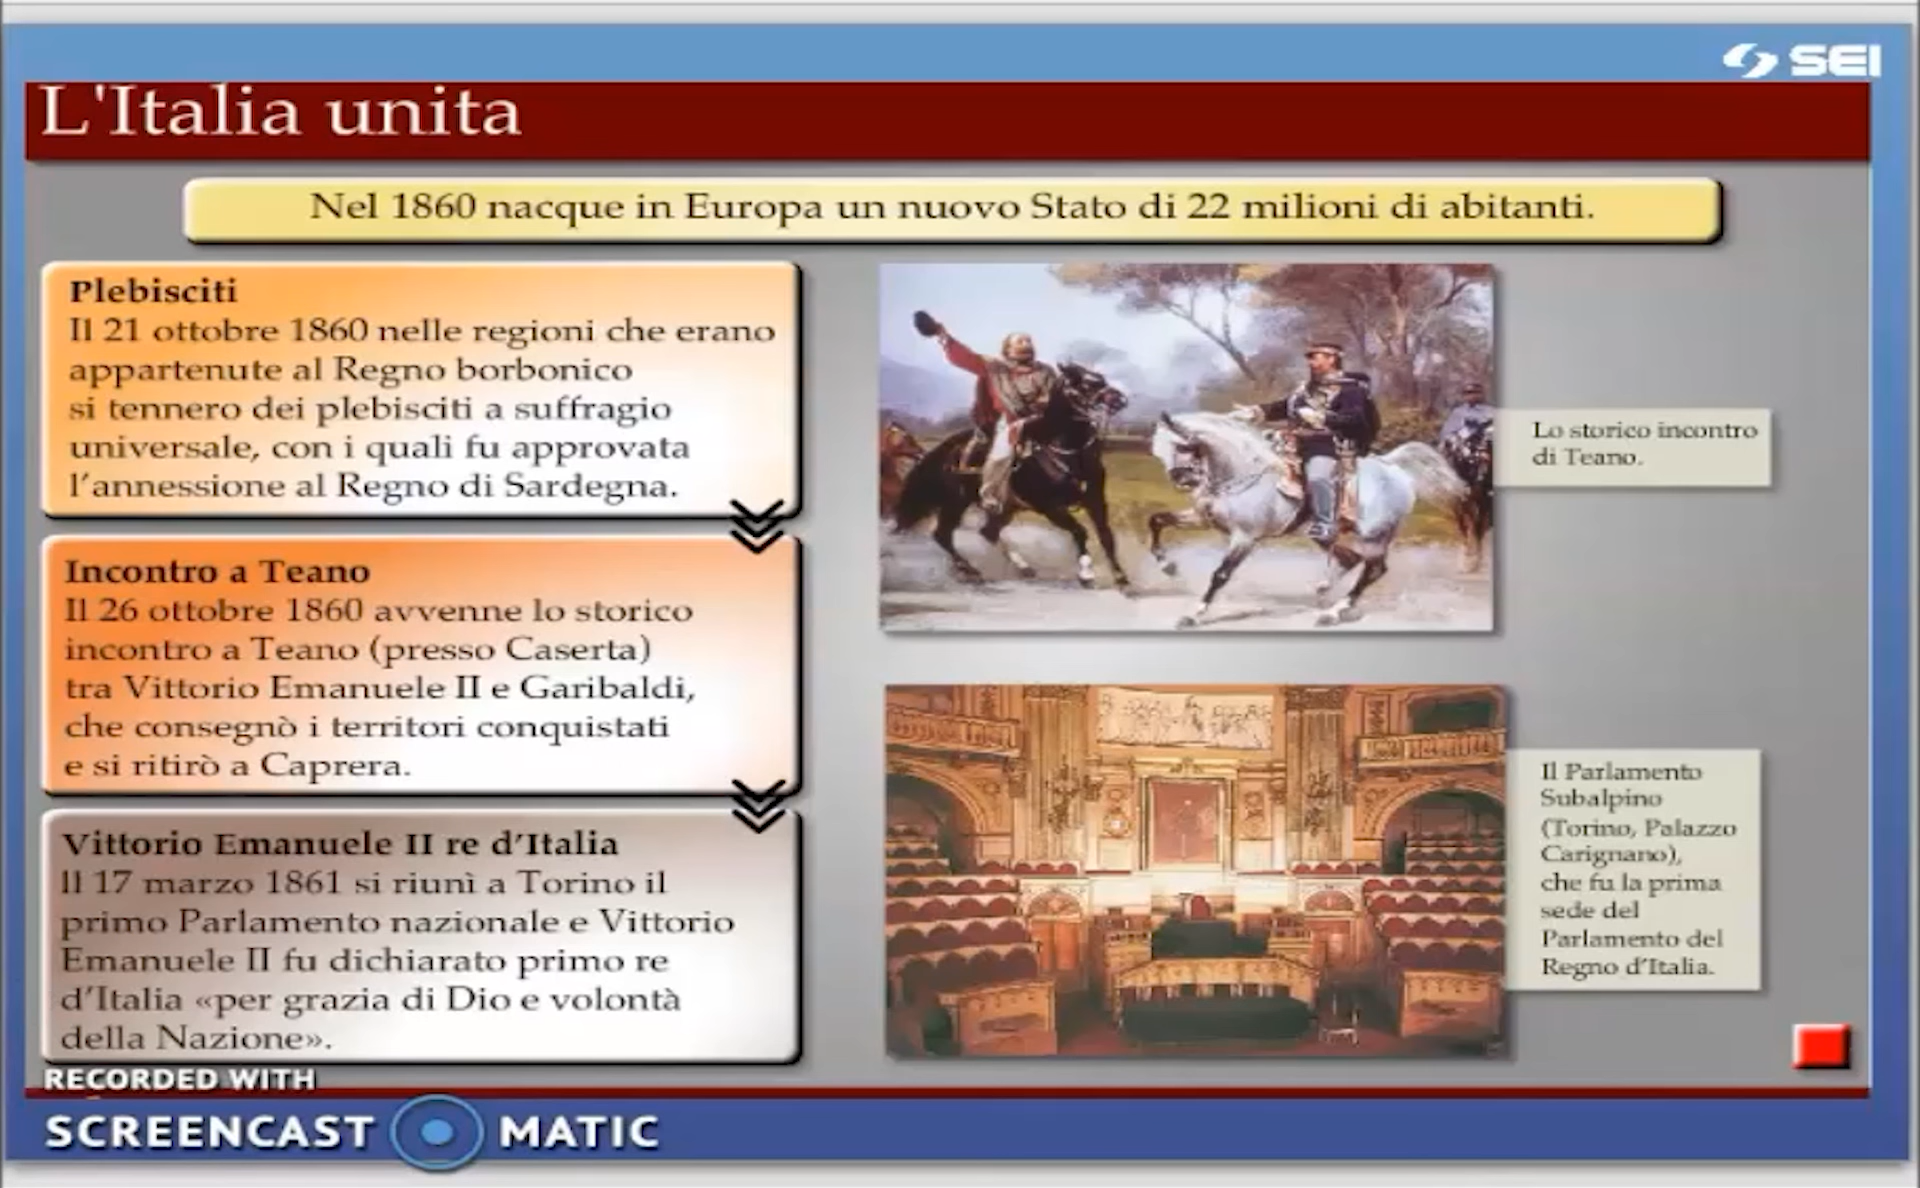 SEI
L'Italia unita
Nel 1860 nacque in Europa un nuovo Stato di 22 milioni di abitanti.
Plebisciti
Il 21 ottobre 1860 nelle regioni che erano
appartenute al Regno borbonico
si tennero dei plebisciti a suffragio
universale, con i quali fu approvata
l'annessione al Regno di Sardegna.
Incontro a Teano
Il 26 ottobre 1860 avvenne lo storico
incontro a Teano (presso Caserta)
tra Vittorio Emanuele II e Garibaldi,
che consegnò i territori conquistati
e si ritirò a Caprera.
Vittorio Emanuele II re d'Italia
Il 17 marzo 1861 si riunì a Torino il
primo Parlamento nazionale e Vittorio
Emanuele II fu dichiarato primo re
d'Italia «per grazia di Dio e volontà
della Nazione».
Lo storico incontro
di Teano.
Il Parlamento
Subalpino
(Torino, Palazzo
Carignano),
che fu la prima
sede del
Parlamento del
Regno d'Italia.
RECORDED WITH
SCREENCAST MATIC